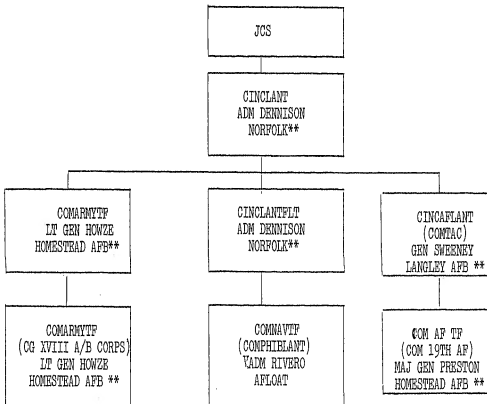 JCS
CINCLANT
ADM DENNISON
NORFOLK**
COMARMYTF
LT GEN HOWZE
HOMESTEAD AFB**
CINCLANTFLT
ADM DENNISON
NORFOLK**
CINCAFLANT
(COMTAC)
GEN SWEENEY
LANGLEY AFB **
COMARMYTF
(CG XVIII A/B CORPS)
LT GEN HOWZE
HOMESTEAD AFB **
COMNAVTF
(COMPHIBLANT)
VADM RIVERO
AFLOAT
COM AF TF
(COM 19TH AF)
MAJ GEN PRESTON
HOMESTEAD AFB **